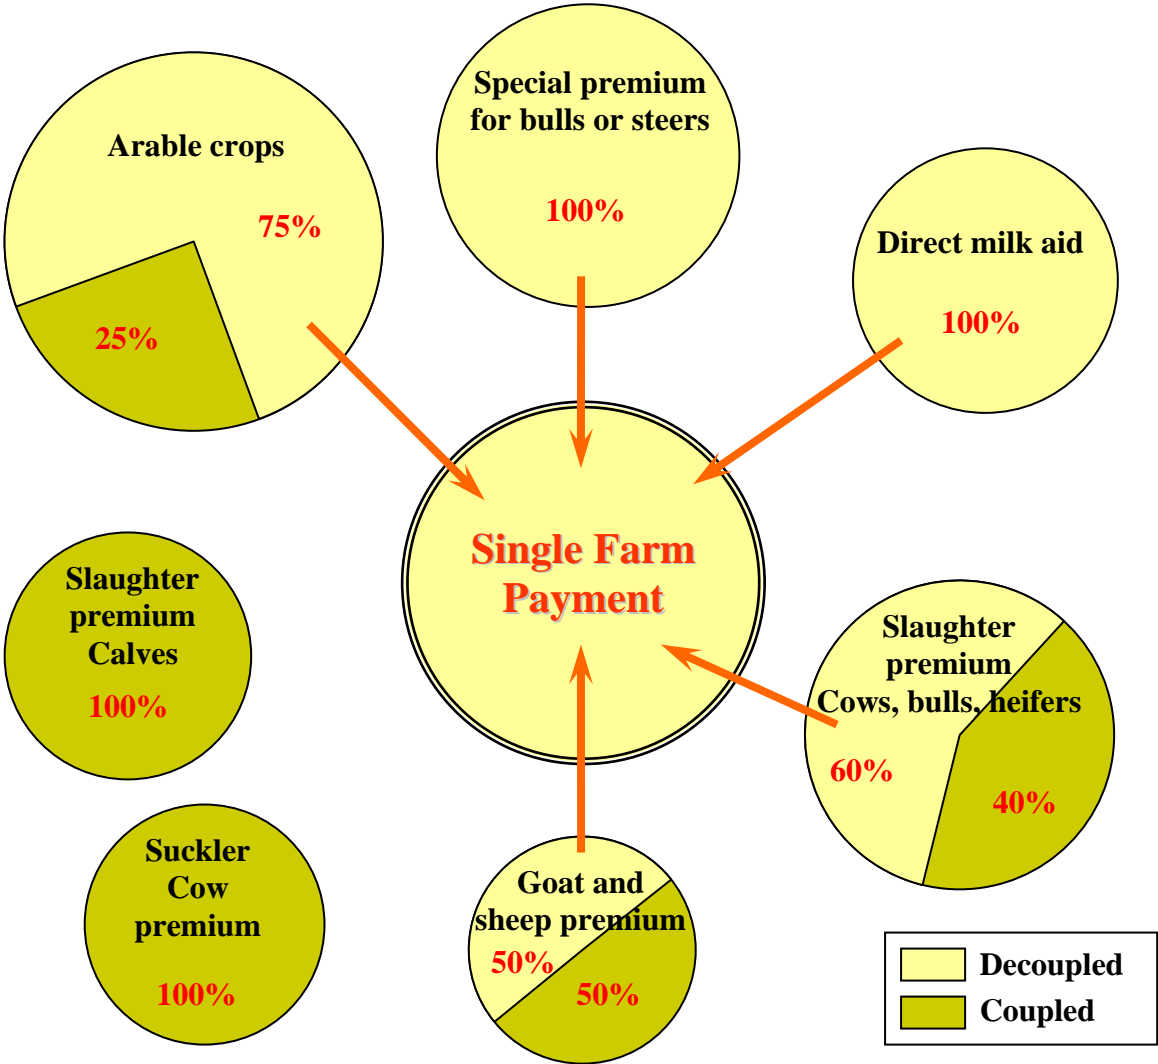 Special premium
for bulls or steers
100%
Arable crops
75%
25%
Direct milk aid
100%
Single Farm
Payment
Slaughter
premium
Calves
100%
Slaughter
premium
Cows, bulls, heifers
60%
40%
Suckler
Cow
premium
100%
Goat and
sheep premium
50%
50%
Decoupled
Coupled